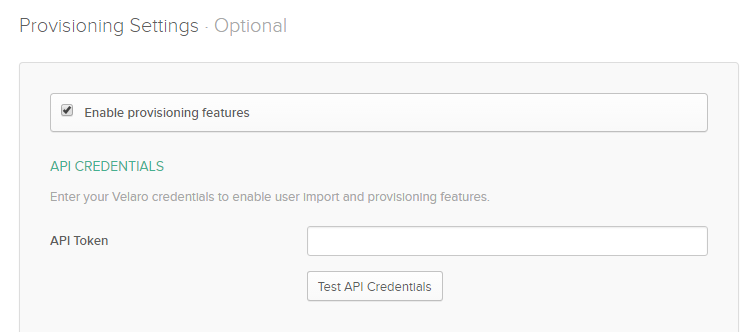 Provisioning Settings · Optional
Enable provisioning features
API CREDENTIALS
Enter your Velaro credentials to enable user import and provisioning features.
API Token
Test API Credentials